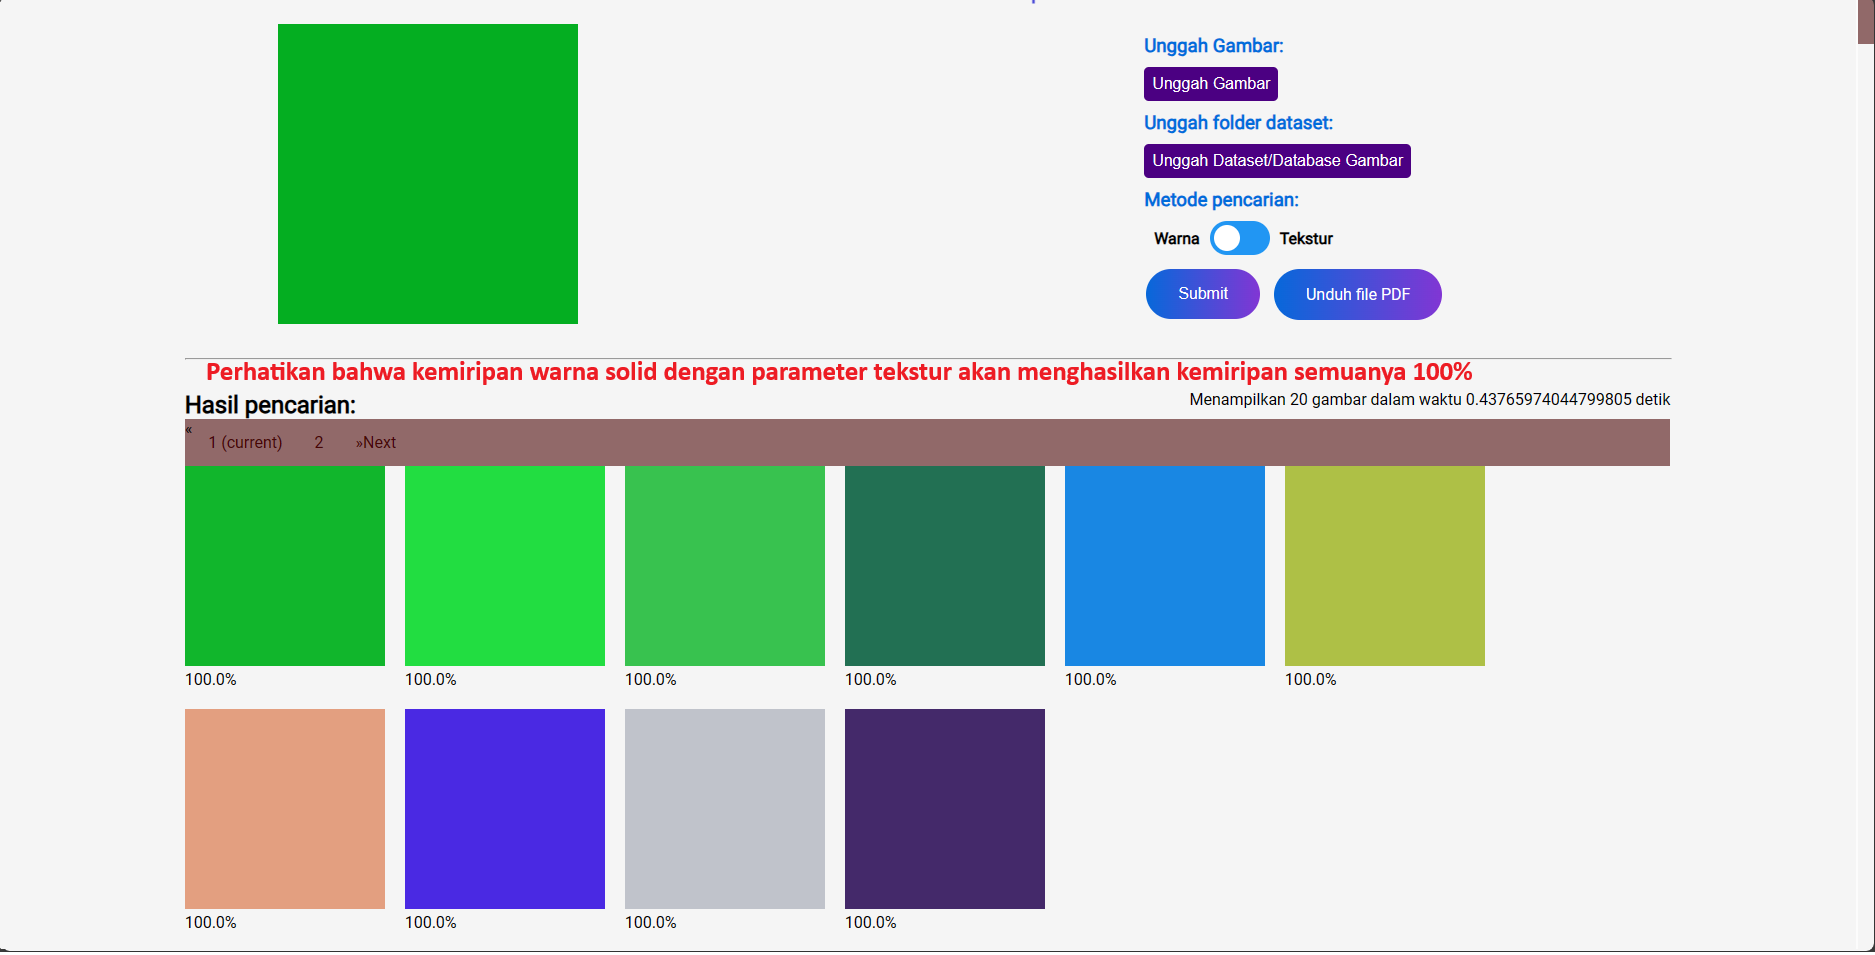 Unggah Gambar:
Unggah Gambar
Unggah folder dataset:
Unggah Dataset/Database Gambar
Metode pencarian:
Warna Tekstur
Submit Unduh file PDF
Perhatikan bahwa kemiripan warna solid dengan parameter tekstur akan menghasilkan kemiripan semuanya 100%
Hasil pencarian: Menampilkan 20 gambar dalam waktu 0.43765974044799805 detik
« 1 (current) 2 »Next
100.0% 100.0% 100.0% 100.0% 100.0% 100.0%
100.0% 100.0% 100.0% 100.0%